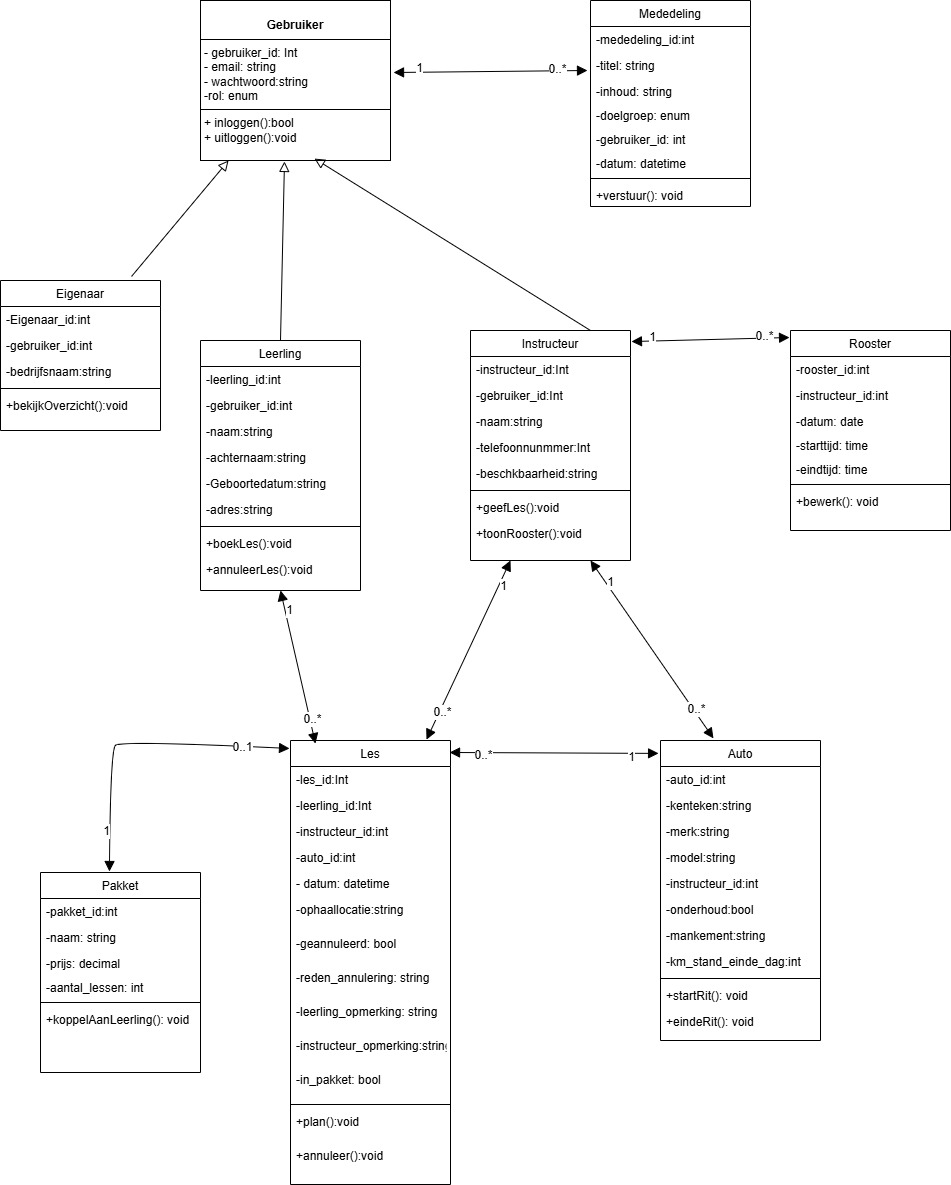 Gebruiker
- gebruiker_id: Int
- email: string
- wachtwoord:string
-rol: enum
+ inloggen():bool
+ uitloggen():void
1
0..*
Mededeling
-mededeling_id:int
-titel: string
-inhoud: string
-doelgroep: enum
-gebruiker_id: int
-datum: datetime
+verstuur(): void
Eigenaar
-Eigenaar_id:int
-gebruiker_id:int
-bedrijfsnaam:string
+bekijkOverzicht():void
Leerling
-leerling_id:int
-gebruiker_id:int
-naam:string
-achternaam:string
-Geboortedatum:string
-adres:string
+boekLes():void
+annuleerLes():void
Instructeur
-instructeur_id:Int
-gebruiker_id:Int
-naam:string
-telefoonnunmmer:Int
-beschkbaarheid:string
+geefLes():void
+toonRooster():void
1
0..*
Rooster
-rooster_id:int
-instructeur_id:int
-datum: date
-starttijd: time
-eindtijd: time
+bewerk(): void
1
0..*
1
0..*
1
0..*
0..1
1
0..*
1
Pakket
-pakket_id:int
-naam: string
-prijs: decimal
-aantal_lessen: int
+koppelAanLeerling(): void
Les
-les_id:Int
-leerling_id:Int
-instructeur_id:int
-auto_id:int
- datum: datetime
-ophaallocatie:string
-geannuleerd: bool
-reden_annulering: string
-leerling_opmerking: string
-instructeur_opmerking:string
-in_pakket: bool
+plan():void
+annuleer():void
Auto
-auto_id:int
-kenteken:string
-merk:string
-model:string
-instructeur_id:int
-onderhoud:bool
-mankement:string
-km_stand_einde_dag:int
+startRit(): void
+eindeRit(): void